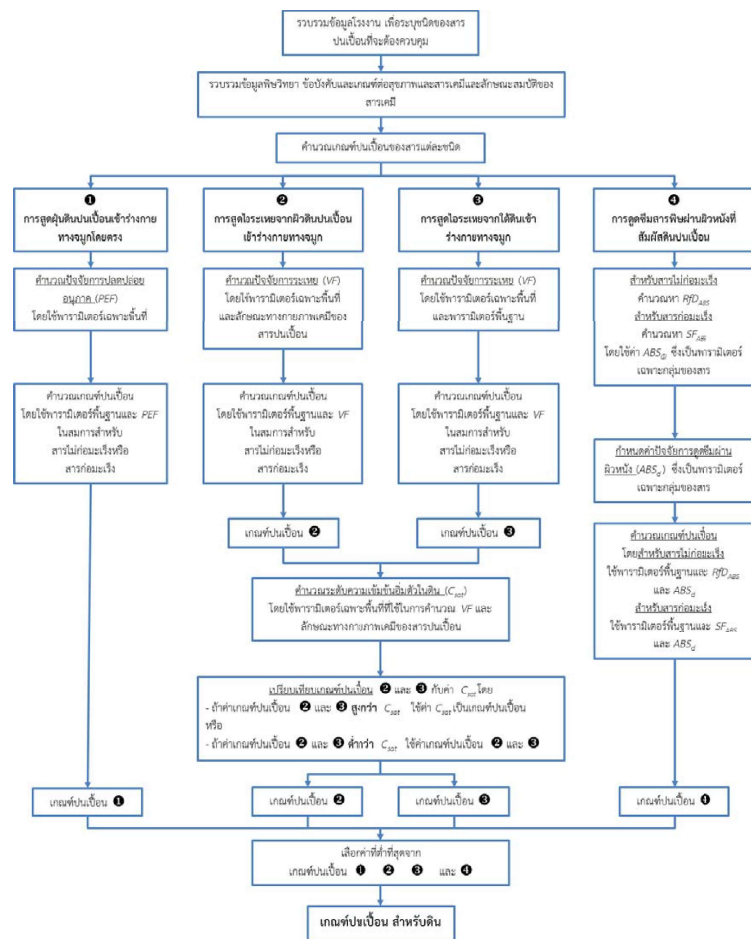 รวบรวมข้อมูลโรงงาน เพื่อระบุชนิดของสาร
ปนเปื้อนที่จะต้องควบคุม
รวบรวมข้อมูลพิษวิทยา ข้อบังคับและเกณฑ์ต่อสุขภาพและสารเคมีและลักษณะสมบัติของ
สารเคมี
คำนวณเกณฑ์ปนเปื้อนของสารแต่ละชนิด
❶
การสูดฝุ่นดินปนเปื้อนเข้าร่างกาย
ทางจมูกโดยตรง
คำนวณปัจจัยการปลดปล่อย
อนุภาค (PEF)
โดยใช้พารามิเตอร์เฉพาะพื้นที่
คำนวณเกณฑ์ปนเปื้อน
โดยใช้พารามิเตอร์พื้นฐานและ PEF
ในสมการสำหรับ
สารไม่ก่อมะเร็งหรือ
สารก่อมะเร็ง
❷
การสูดไอระเหยจากผิวดินปนเปื้อน
เข้าร่างกายทางจมูก
คำนวณปัจจัยการระเหย (VF)
โดยใช้พารามิเตอร์เฉพาะพื้นที่
และลักษณะทางกายภาพเคมีของ
สารปนเปื้อน
คำนวณเกณฑ์ปนเปื้อน
โดยใช้พารามิเตอร์พื้นฐานและ VF
ในสมการสำหรับ
สารไม่ก่อมะเร็งหรือ
สารก่อมะเร็ง
เกณฑ์ปนเปื้อน ❷
❸
การสูดไอระเหยจากใต้ดินเข้า
ร่างกายทางจมูก
คำนวณปัจจัยการระเหย (VF)
โดยใช้พารามิเตอร์เฉพาะพื้นที่
และพารามิเตอร์พื้นฐาน
คำนวณเกณฑ์ปนเปื้อน
โดยใช้พารามิเตอร์พื้นฐานและ VF
ในสมการสำหรับ
สารไม่ก่อมะเร็งหรือ
สารก่อมะเร็ง
เกณฑ์ปนเปื้อน ❸
❹
การดูดซึมสารพิษผ่านผิวหนังที่
สัมผัสดินปนเปื้อน
สำหรับสารไม่ก่อมะเร็ง
คำนวณหา RfD_ABS
สำหรับสารก่อมะเร็ง
คำนวณหา SF_ABS
โดยใช้ค่า ABS_GI ซึ่งเป็นพารามิเตอร์
เฉพาะกลุ่มของสาร
กำหนดค่าปัจจัยการดูดซึมผ่าน
ผิวหนัง (ABS_d) ซึ่งเป็นพารามิเตอร์
เฉพาะกลุ่มของสาร
คำนวณเกณฑ์ปนเปื้อน
โดยสำหรับสารไม่ก่อมะเร็ง
ใช้พารามิเตอร์พื้นฐานและ RfD_ABS
และ ABS_d
สำหรับสารก่อมะเร็ง
ใช้พารามิเตอร์พื้นฐานและ SF_ABS
และ ABS_d
คำนวณระดับความเข้มข้นอิ่มตัวในดิน (C_sat)
โดยใช้พารามิเตอร์เฉพาะพื้นที่ที่ใช้ในการคำนวณ VF และ
ลักษณะทางกายภาพเคมีของสารปนเปื้อน
เปรียบเทียบเกณฑ์ปนเปื้อน ❷ และ ❸ กับค่า C_sat โดย
- ถ้าค่าเกณฑ์ปนเปื้อน ❷ และ ❸ สูงกว่า C_sat ใช้ค่า C_sat เป็นเกณฑ์ปนเปื้อน
หรือ
- ถ้าค่าเกณฑ์ปนเปื้อน ❷ และ ❸ ต่ำกว่า C_sat ใช้ค่าเกณฑ์ปนเปื้อน ❷ และ ❸
เกณฑ์ปนเปื้อน ❶
เกณฑ์ปนเปื้อน ❷
เกณฑ์ปนเปื้อน ❸
เกณฑ์ปนเปื้อน ❹
เลือกค่าที่ต่ำที่สุดจาก
เกณฑ์ปนเปื้อน ❶ ❷ ❸ และ ❹
เกณฑ์ปนเปื้อน สำหรับดิน